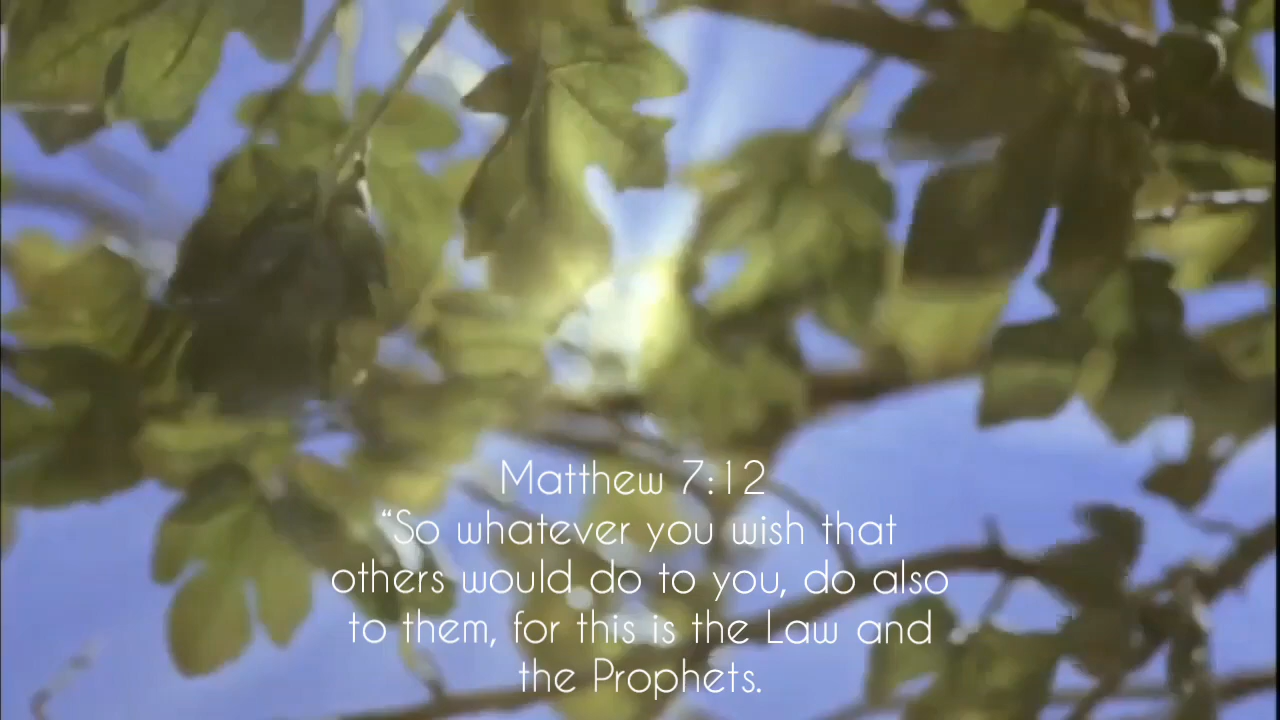 Matthew 7:12
“So whatever you wish that
others would do to you, do also
to them, for this is the Law and
the Prophets.